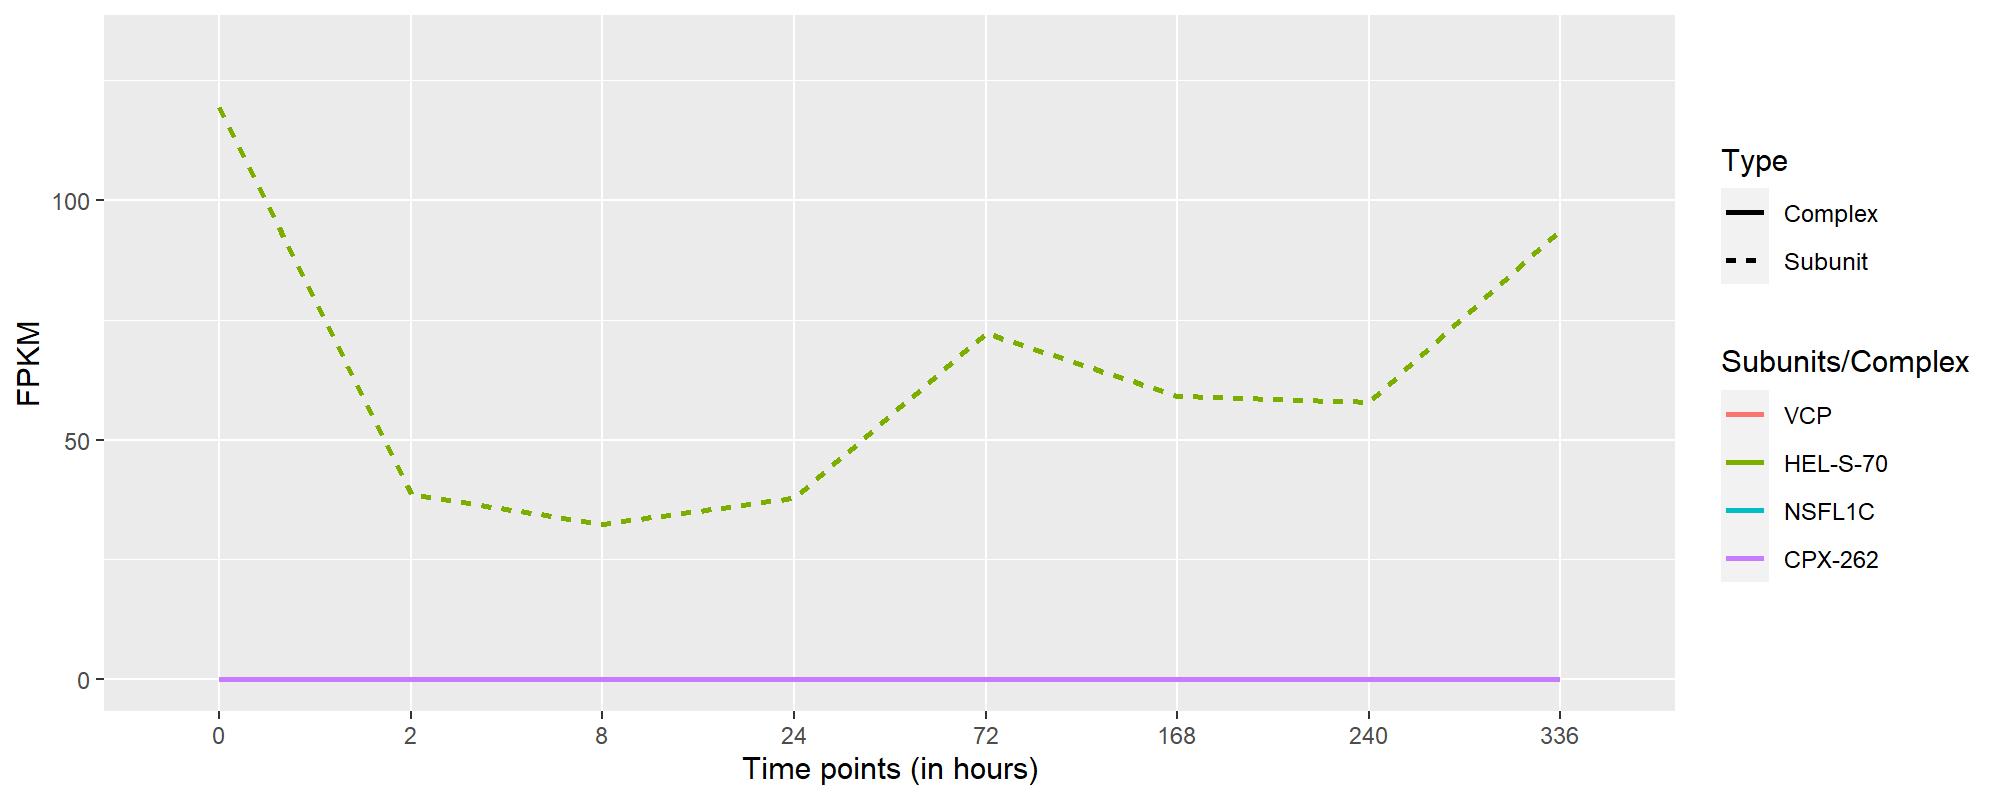 FPKM
100
50
0
0 2 8 24 72 168 240 336
Time points (in hours)
Type
Complex
Subunit
Subunits/Complex
VCP
HEL-S-70
NSFL1C
CPX-262